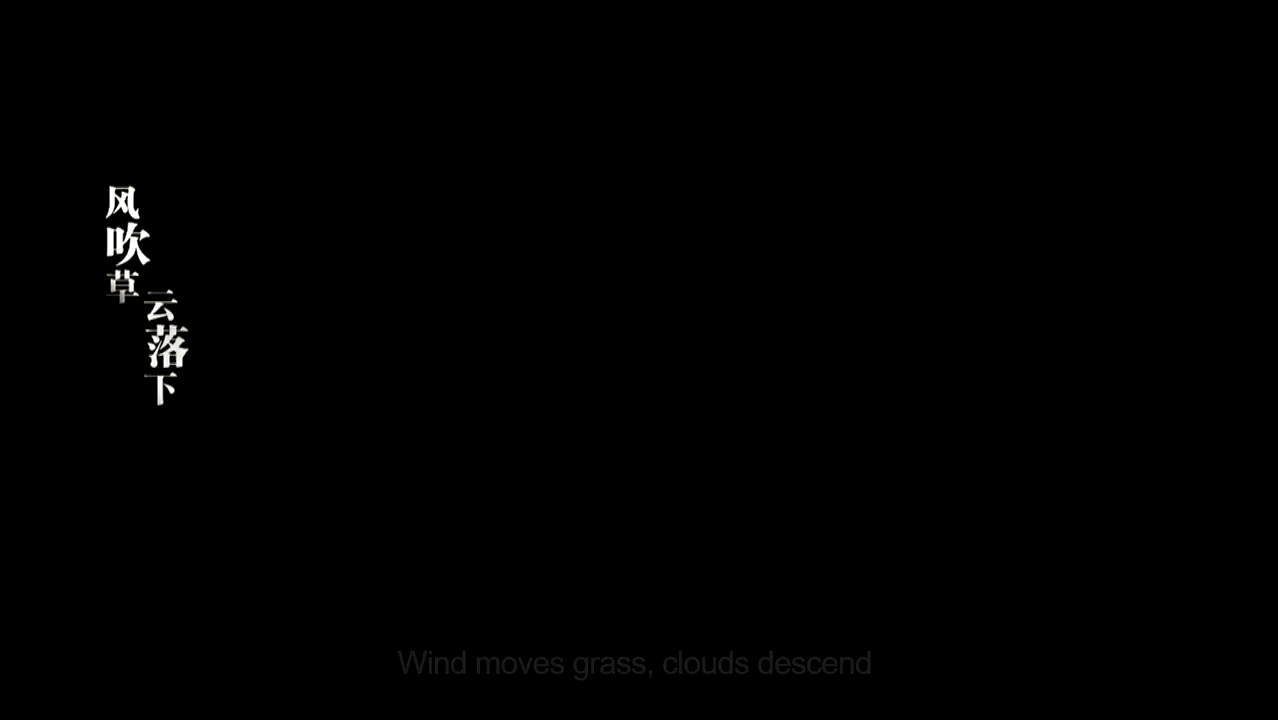 风吹草
云落下
Wind moves grass, clouds descend